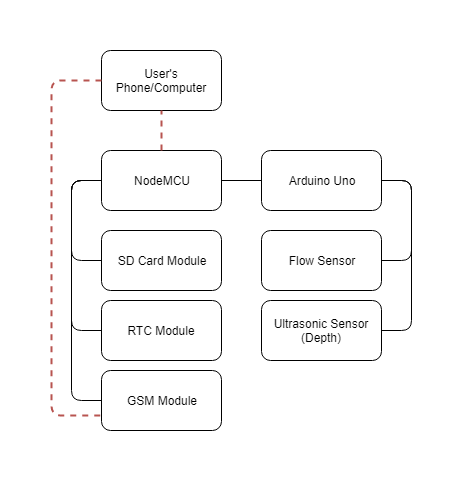 User's
Phone/Computer
NodeMCU
Arduino Uno
SD Card Module
Flow Sensor
RTC Module
Ultrasonic Sensor
(Depth)
GSM Module